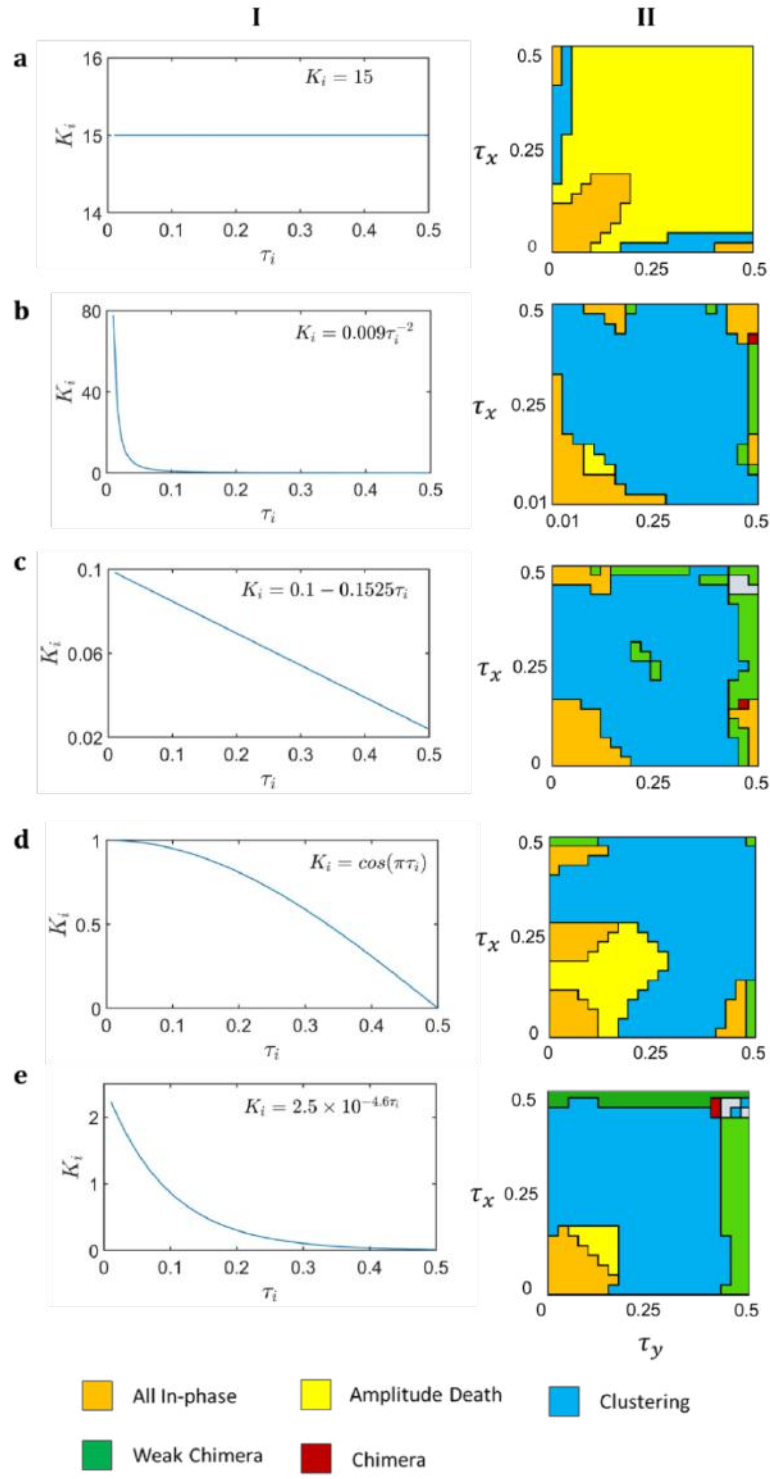 I II
a
16
15
14
K_i
K_i = 15
0 0.1 0.2 0.3 0.4 0.5
τ_i
0.5
τ_x 0.25
0
0 0.25 0.5
b
80
40
0
K_i
K_i = 0.009τ_i^{-2}
0 0.1 0.2 0.3 0.4 0.5
τ_i
0.5
τ_x 0.25
0.01
0.01 0.25 0.5
c
0.1
0.06
0.02
K_i
K_i = 0.1 − 0.1525τ_i
0 0.1 0.2 0.3 0.4 0.5
τ_i
0.5
τ_x 0.25
0
0 0.25 0.5
d
1
0.5
0
K_i
K_i = cos(πτ_i)
0 0.1 0.2 0.3 0.4 0.5
τ_i
0.5
τ_x 0.25
0
0 0.25 0.5
e
2
1
0
K_i
K_i = 2.5 × 10^{−4.6τ_i}
0 0.1 0.2 0.3 0.4 0.5
τ_i
0.5
τ_x 0.25
0
0 0.25 0.5
τ_y
All In-phase Amplitude Death Clustering
Weak Chimera Chimera